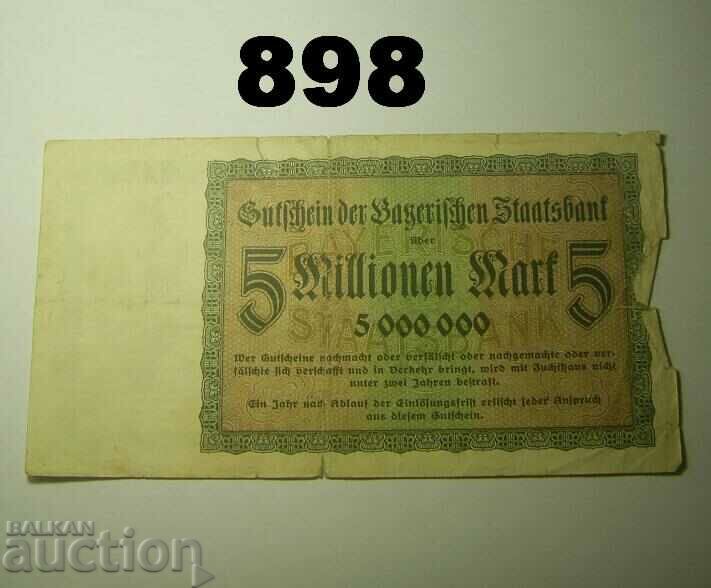 898
Gutschein der Bayerischen Staatsbank
über
BAYERISCHE
5 Millionen Mark 5
5 000 000
STAATSBANK
Wer Gutscheine nachmacht oder verfälscht oder nachgemachte oder ver-
fälschte sich verschafft und in Verkehr bringt, wird mit Zuchthaus nicht
unter zwei Jahren bestraft.
Ein Jahr nach Ablauf der Einlösungsfrist erlischt jeder Anspruch
aus diesem Gutschein.
BALKAN
auction